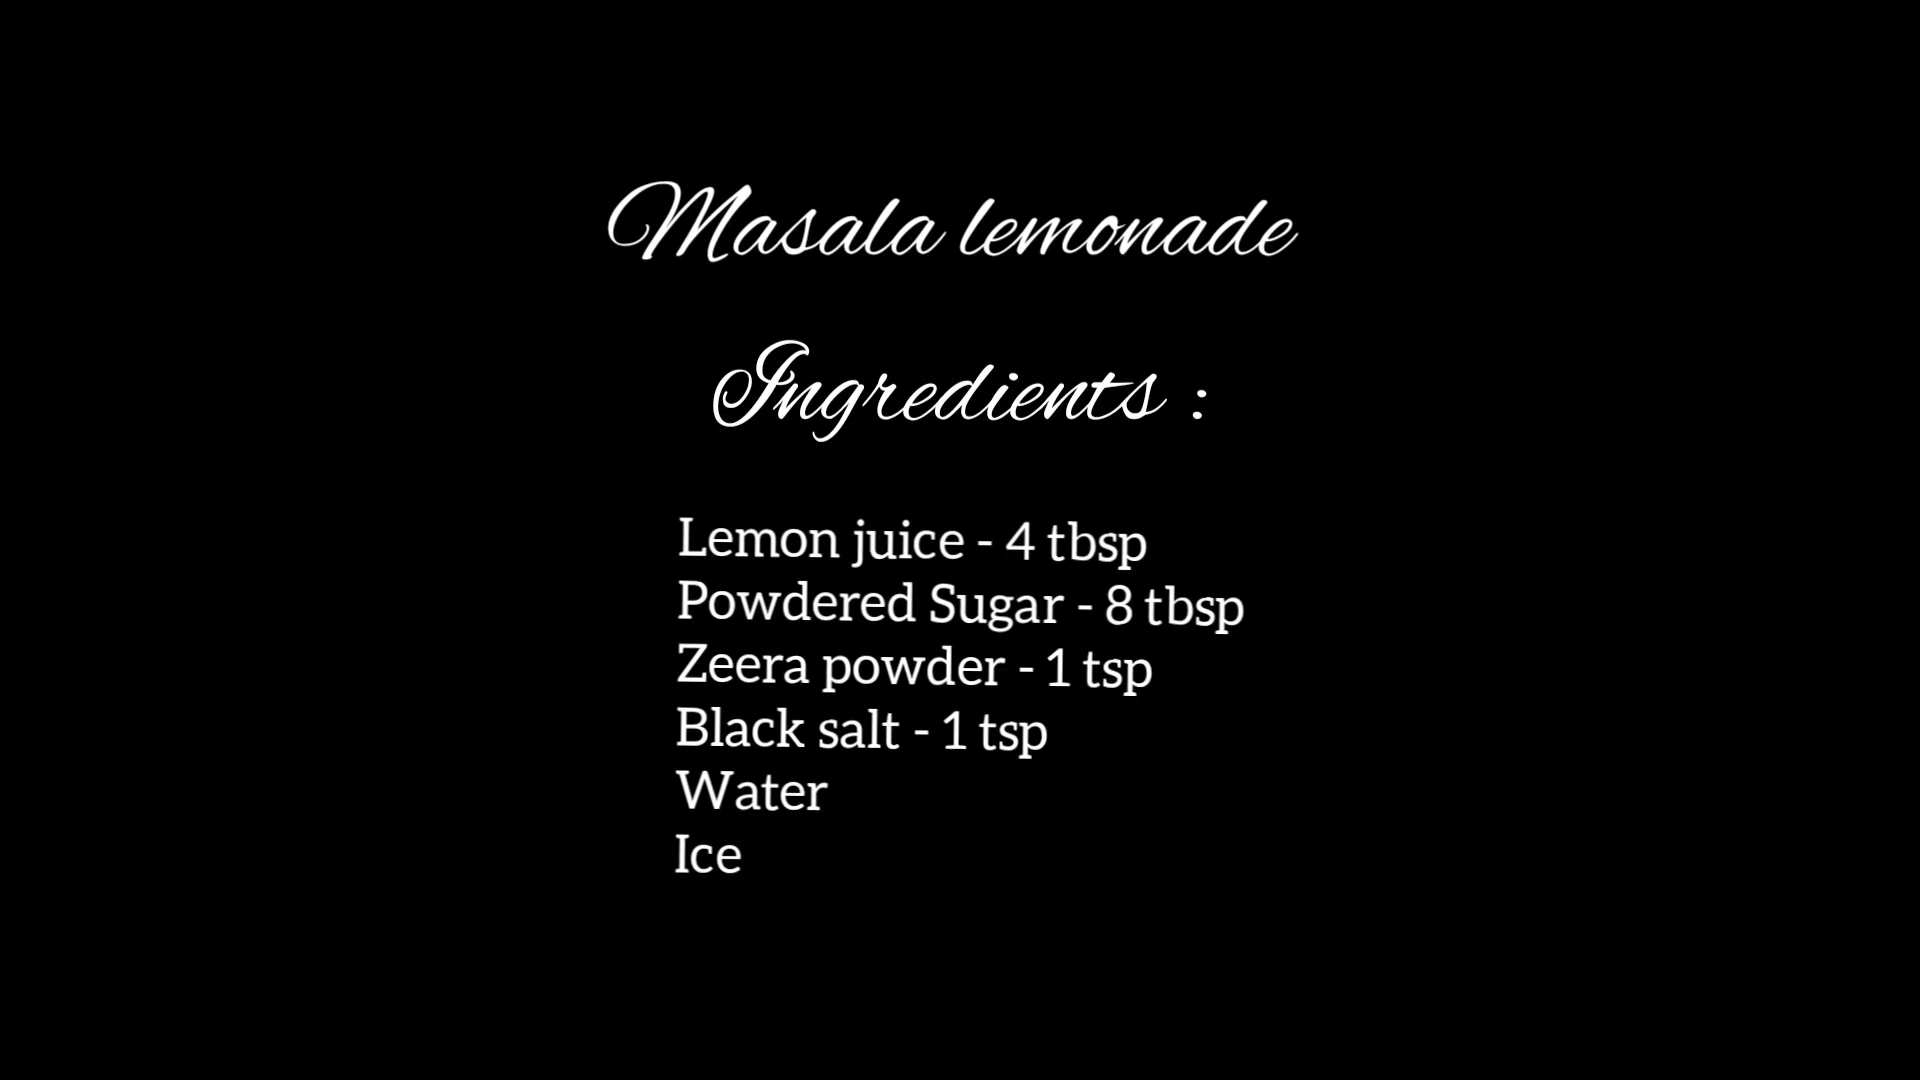 Masala lemonade
Ingredients :
Lemon juice - 4 tbsp
Powdered Sugar - 8 tbsp
Zeera powder - 1 tsp
Black salt - 1 tsp
Water
Ice